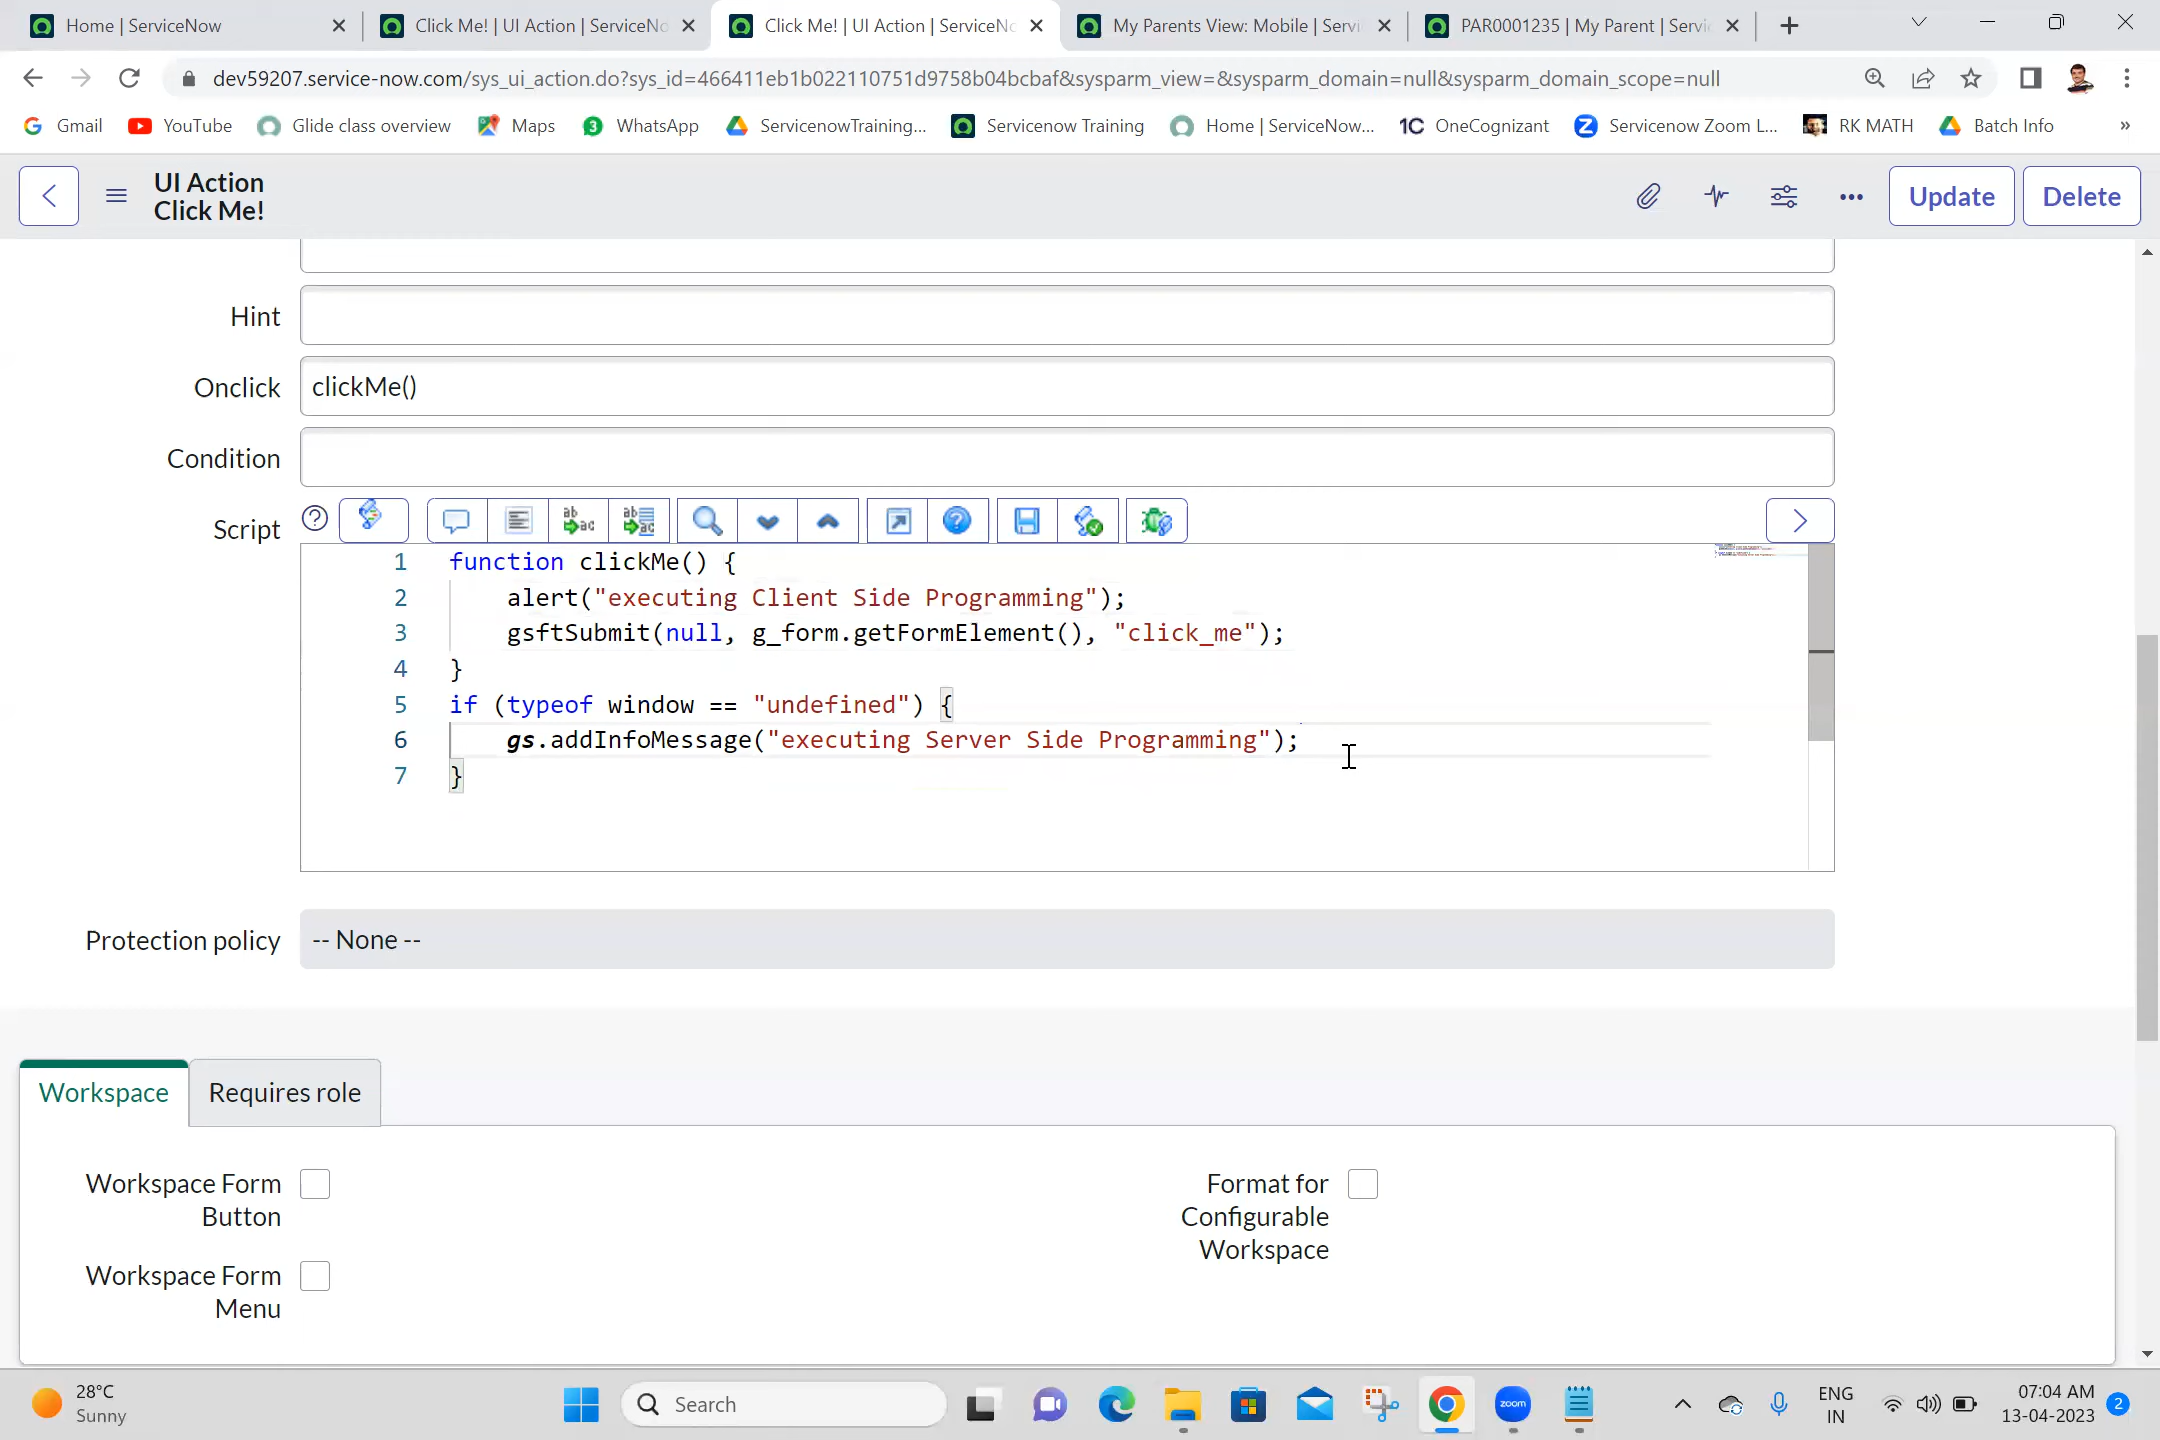 Home | ServiceNow
Click Me! | UI Action | ServiceNo
Click Me! | UI Action | ServiceNo
My Parents View: Mobile | Servi
PAR0001235 | My Parent | Servi
dev59207.service-now.com/sys_ui_action.do?sys_id=466411eb1b022110751d9758b04bcbaf&sysparm_view=&sysparm_domain=null&sysparm_domain_scope=null
Gmail
YouTube
Glide class overview
Maps
3
WhatsApp
ServicenowTraining...
Servicenow Training
Home | ServiceNow...
1C OneCognizant
Z
Servicenow Zoom L...
RK MATH
Batch Info
»
UI Action
Click Me!
Update
Delete
Hint
Onclick
clickMe()
Condition
Script
1 function clickMe() {
2 alert("executing Client Side Programming");
3 gsftSubmit(null, g_form.getFormElement(), "click_me");
4 }
5 if (typeof window == "undefined") {
6 gs.addInfoMessage("executing Server Side Programming");
7 }
Protection policy
-- None --
Workspace
Requires role
Workspace Form
Button
Format for
Configurable
Workspace
Workspace Form
Menu
28°C
Sunny
Search
zoom
ENG
IN
07:04 AM
13-04-2023
2